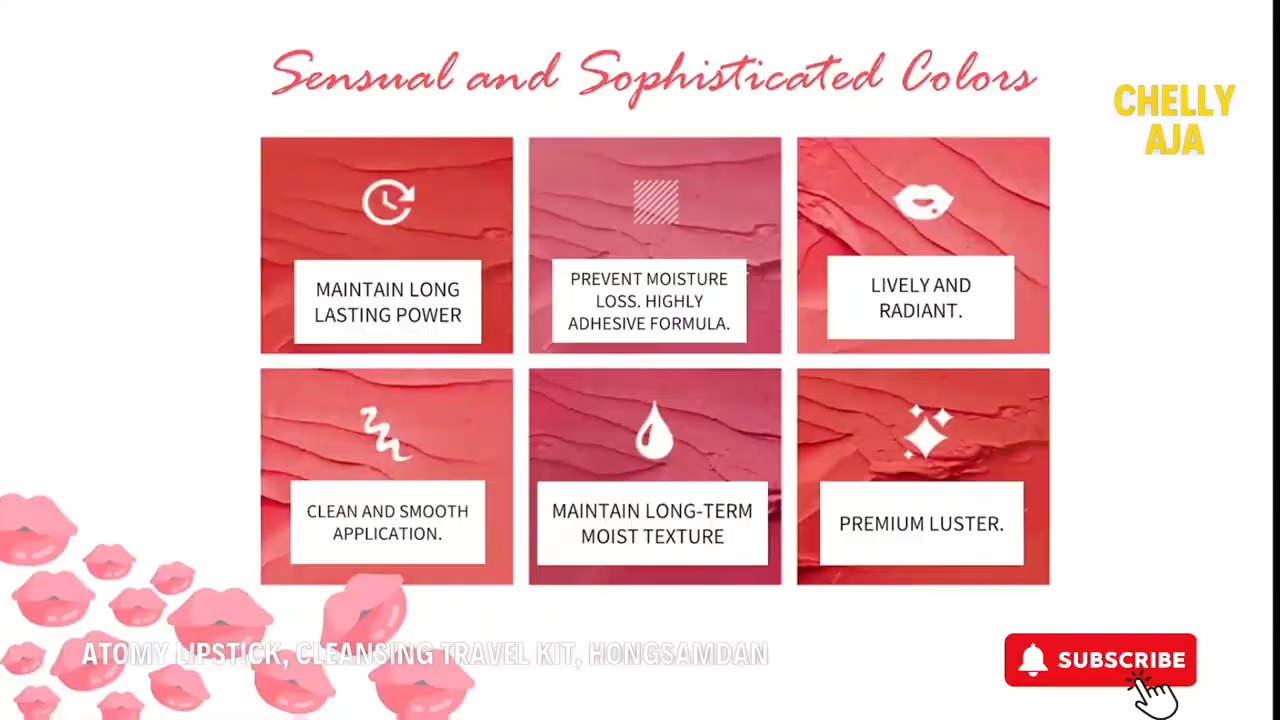 Sensual and Sophisticated Colors
CHELLY
AJA
MAINTAIN LONG
LASTING POWER
PREVENT MOISTURE
LOSS. HIGHLY
ADHESIVE FORMULA.
LIVELY AND
RADIANT.
CLEAN AND SMOOTH
APPLICATION.
MAINTAIN LONG-TERM
MOIST TEXTURE
PREMIUM LUSTER.
ATOMY LIPSTICK, CLEANSING TRAVEL KIT, HONGSAMDAN
SUBSCRIBE